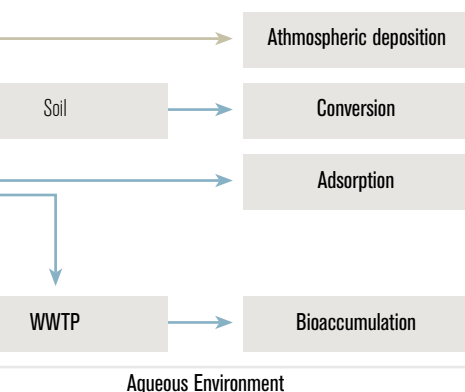 Athmospheric deposition
Soil
Conversion
Adsorption
WWTP
Bioaccumulation
Aqueous Environment